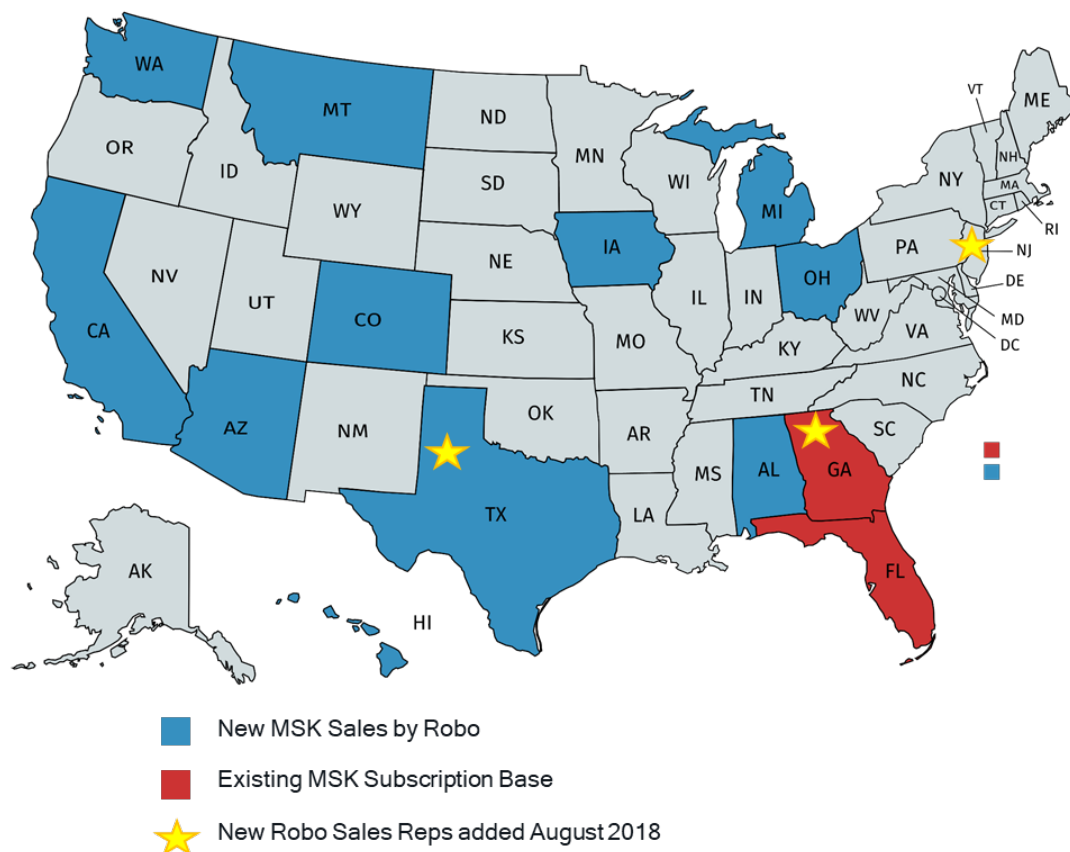 WA
MT
ND
MN
VT
ME
OR
ID
SD
WI
NY
NH
MA
CT
RI
WY
MI
IA
NE
PA
NJ
NV
UT
CO
IL
IN
OH
DE
CA
KS
MO
WV
VA
MD
DC
KY
AZ
NM
OK
AR
TN
NC
SC
MS
AL
GA
TX
LA
FL
AK
HI
New MSK Sales by Robo
Existing MSK Subscription Base
New Robo Sales Reps added August 2018